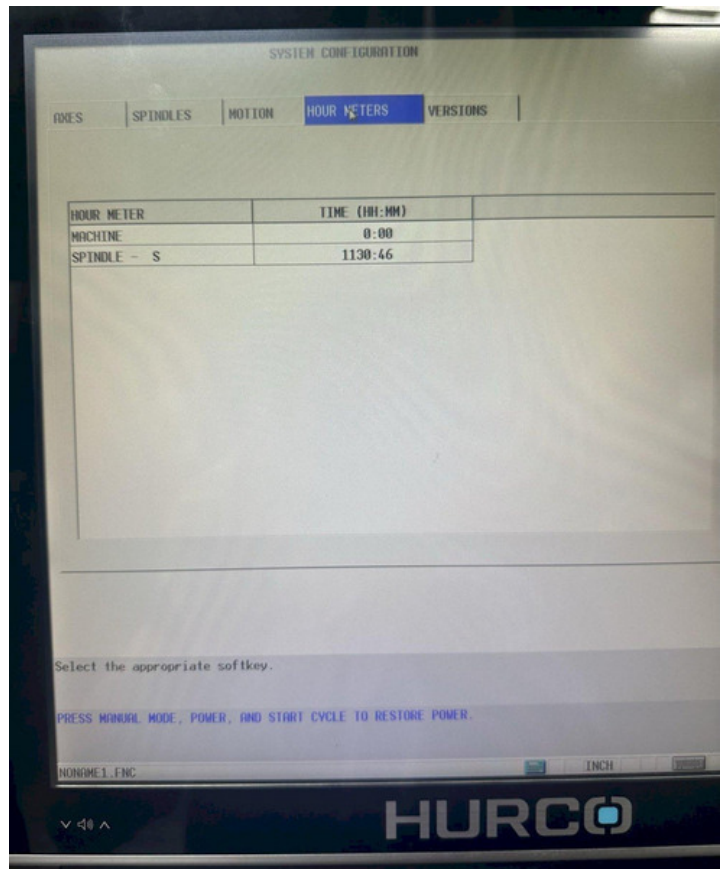 SYSTEM CONFIGURATION
AXES SPINDLES MOTION HOUR METERS VERSIONS
HOUR METER TIME (HH:MM)
MACHINE 0:00
SPINDLE - S 1130:46
Select the appropriate softkey.
PRESS MANUAL MODE, POWER, AND START CYCLE TO RESTORE POWER.
NONAME1.FNC INCH
HURCO